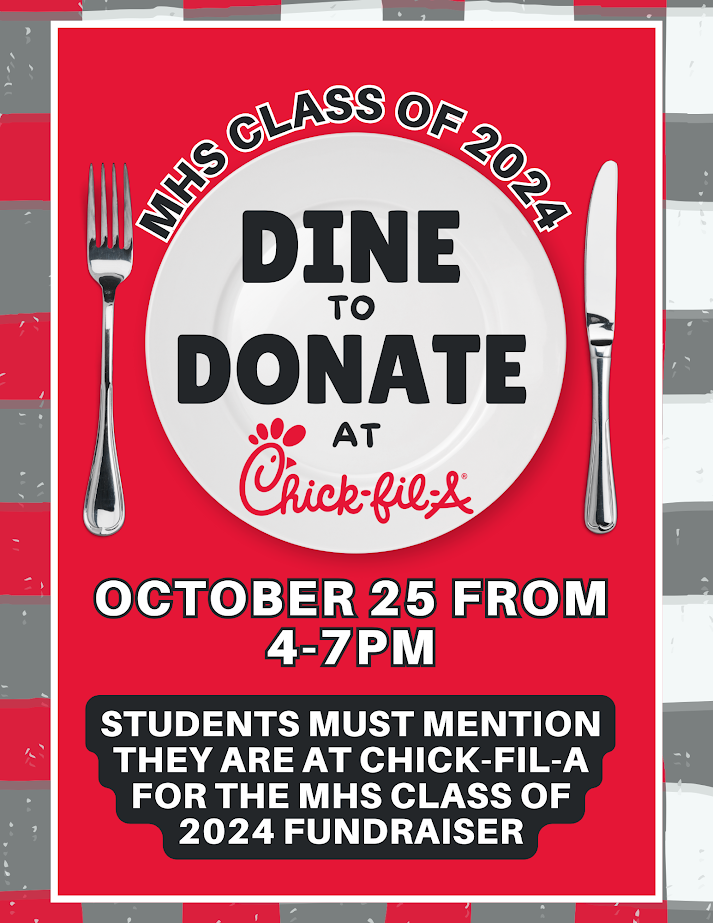 MHS CLASS OF 2024
DINE
TO
DONATE
AT
Chick-fil-A®
OCTOBER 25 FROM
4-7PM
STUDENTS MUST MENTION
THEY ARE AT CHICK-FIL-A
FOR THE MHS CLASS OF
2024 FUNDRAISER